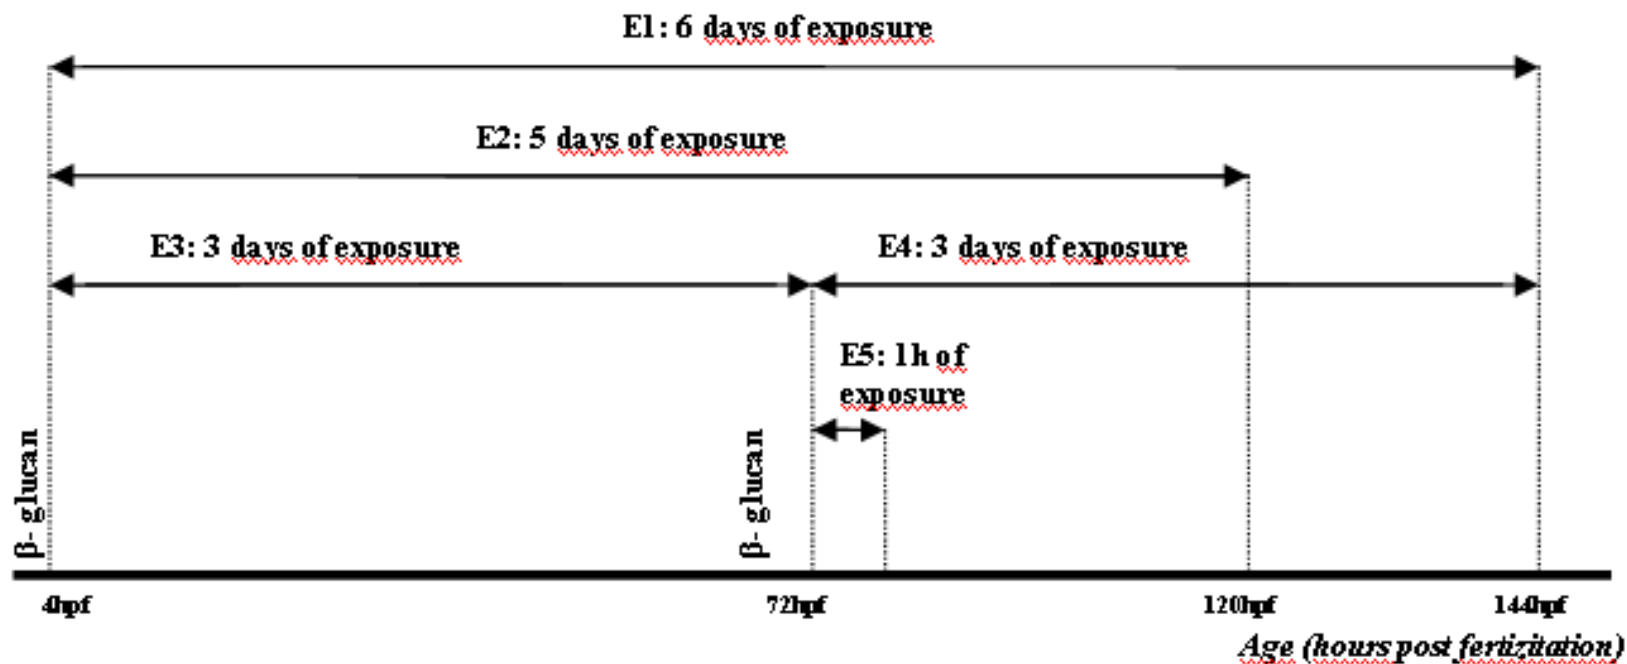 E1: 6 days of exposure
E2: 5 days of exposure
E3: 3 days of exposure
E4: 3 days of exposure
E5: 1h of
exposure
β- glucan
β- glucan
4hpf
72hpf
120hpf
144hpf
Age (hours post fertizitation)